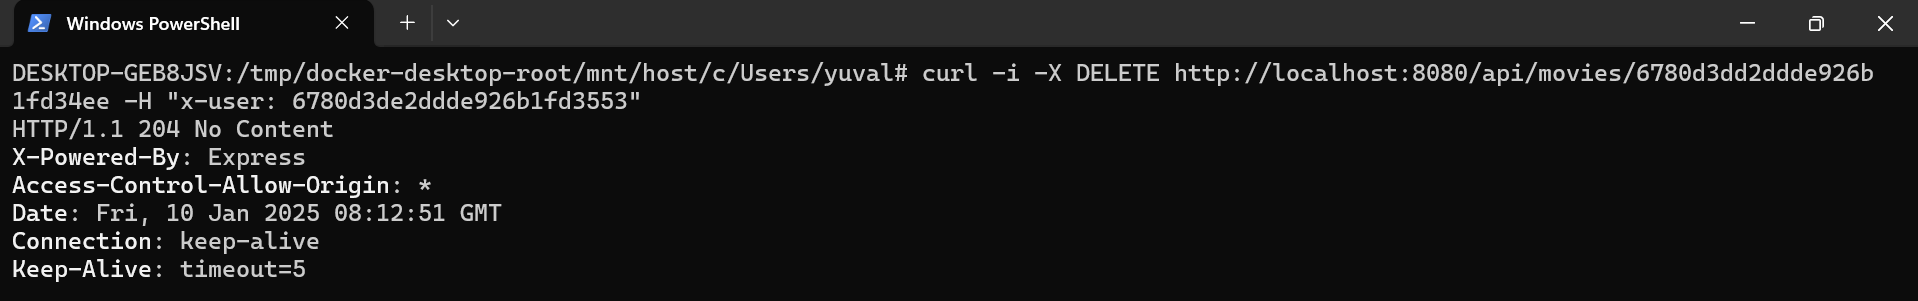 Windows PowerShell
DESKTOP-GEB8JSV:/tmp/docker-desktop-root/mnt/host/c/Users/yuval# curl -i -X DELETE http://localhost:8080/api/movies/6780d3dd2ddde926b
1fd34ee -H "x-user: 6780d3de2ddde926b1fd3553"
HTTP/1.1 204 No Content
X-Powered-By: Express
Access-Control-Allow-Origin: *
Date: Fri, 10 Jan 2025 08:12:51 GMT
Connection: keep-alive
Keep-Alive: timeout=5